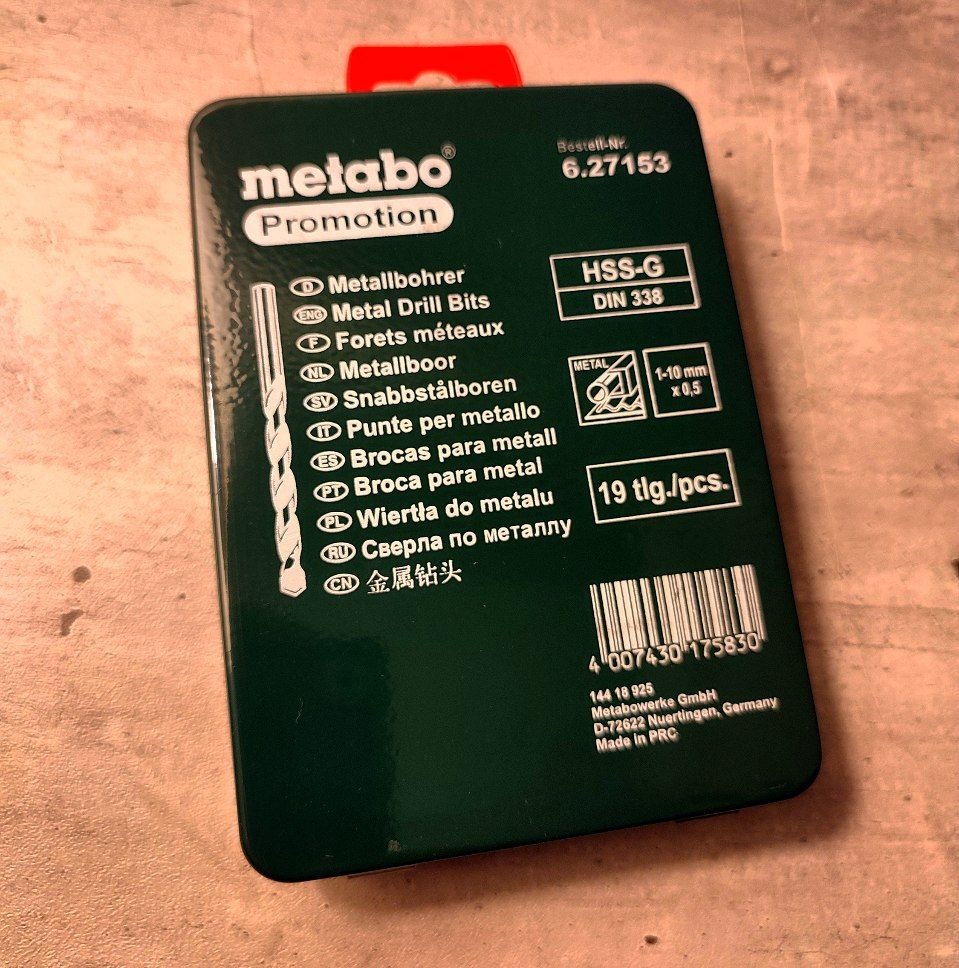 metabo®
Promotion
Bestell-Nr.
6.27153
D Metallbohrer
ENG Metal Drill Bits
F Forets méteaux
NL Metallboor
SV Snabbstålboren
IT Punte per metallo
ES Brocas para metall
PT Broca para metal
PL Wiertła do metalu
RU Сверла по металлу
CN 金属钻头
HSS-G
DIN 338
METAL
1-10 mm
x 0,5
19 tlg./pcs.
4 007430 175830
144 18 925
Metabowerke GmbH
D-72622 Nuertingen, Germany
Made in PRC